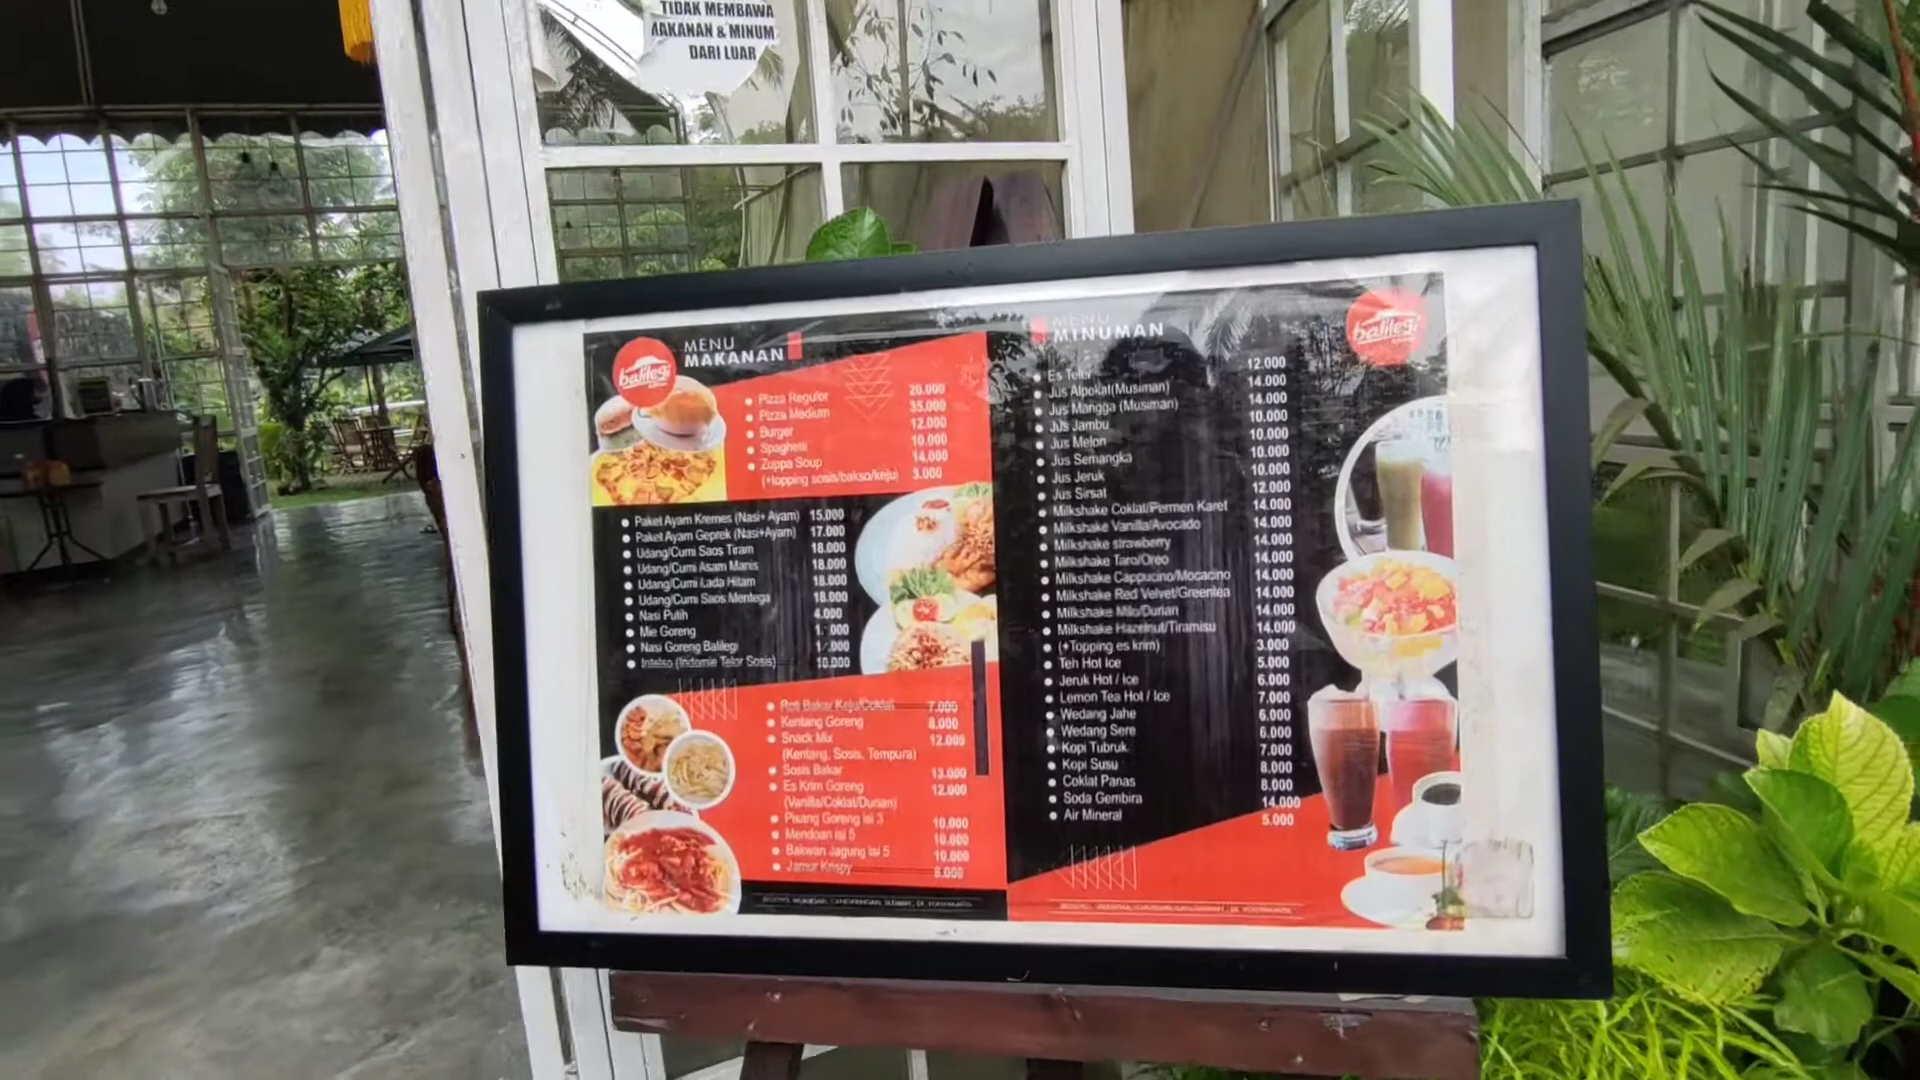 TIDAK MEMBAWA
MAKANAN & MINUM
DARI LUAR
balilegi
MENU
MAKANAN
Pizza Reguler 20.000
Pizza Medium 35.000
Burger 12.000
Spaghetti 10.000
Zuppa Soup 14.000
(+topping sosis/bakso/keju) 3.000
Paket Ayam Kremes (Nasi+ Ayam) 15.000
Paket Ayam Geprek (Nasi+Ayam) 17.000
Udang/Cumi Saos Tiram 18.000
Udang/Cumi Asam Manis 18.000
Udang/Cumi Lada Hitam 18.000
Udang/Cumi Saos Mentega 18.000
Nasi Putih 4.000
Mie Goreng
Nasi Goreng Balilegi
Intelso (Indomie Telor Sosis) 10.000
Roti Bakar Keju/Coklat 7.000
Kentang Goreng 8.000
Snack Mix 12.000
(Kentang, Sosis, Tempura)
Sosis Bakar 13.000
Es Krim Goreng 12.000
(Vanilla/Coklat/Durian)
Pisang Goreng isi 3 10.000
Mendoan isi 5 10.000
Bakwan Jagung isi 5 10.000
Jamur Krispy 8.000
MENU
MINUMAN
balilegi
Es Teler 12.000
Jus Alpokat(Musiman) 14.000
Jus Mangga (Musiman) 14.000
Jus Jambu 10.000
Jus Melon 10.000
Jus Semangka 10.000
Jus Jeruk 10.000
Jus Sirsat 12.000
Milkshake Coklat/Permen Karet 14.000
Milkshake Vanilla/Avocado 14.000
Milkshake strawberry 14.000
Milkshake Taro/Oreo 14.000
Milkshake Cappucino/Mocacino 14.000
Milkshake Red Velvet/Greentea 14.000
Milkshake Milo/Durian 14.000
Milkshake Hazelnut/Tiramisu 14.000
(+Topping es krim) 3.000
Teh Hot Ice 5.000
Jeruk Hot / Ice 6.000
Lemon Tea Hot / Ice 7.000
Wedang Jahe 6.000
Wedang Sere 6.000
Kopi Tubruk 7.000
Kopi Susu 8.000
Coklat Panas 8.000
Soda Gembira 14.000
Air Mineral 5.000